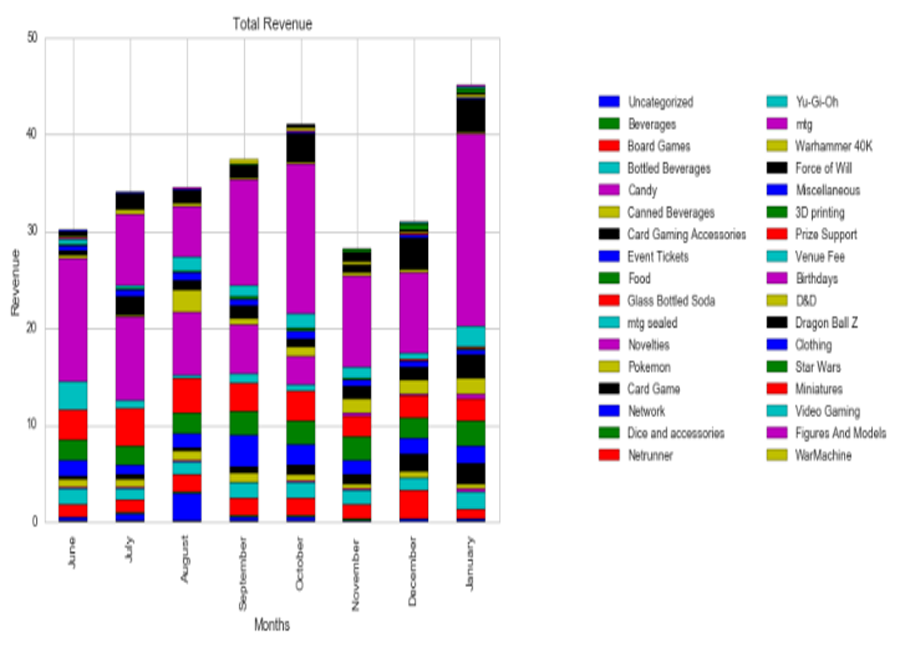 Total Revenue
50
40
30
20
10
0
Revenue
June
July
August
September
October
November
December
January
Months
Uncategorized
Beverages
Board Games
Bottled Beverages
Candy
Canned Beverages
Card Gaming Accessories
Event Tickets
Food
Glass Bottled Soda
mtg sealed
Novelties
Pokemon
Card Game
Network
Dice and accessories
Netrunner
Yu-Gi-Oh
mtg
Warhammer 40K
Force of Will
Miscellaneous
3D printing
Prize Support
Venue Fee
Birthdays
D&D
Dragon Ball Z
Clothing
Star Wars
Miniatures
Video Gaming
Figures And Models
WarMachine